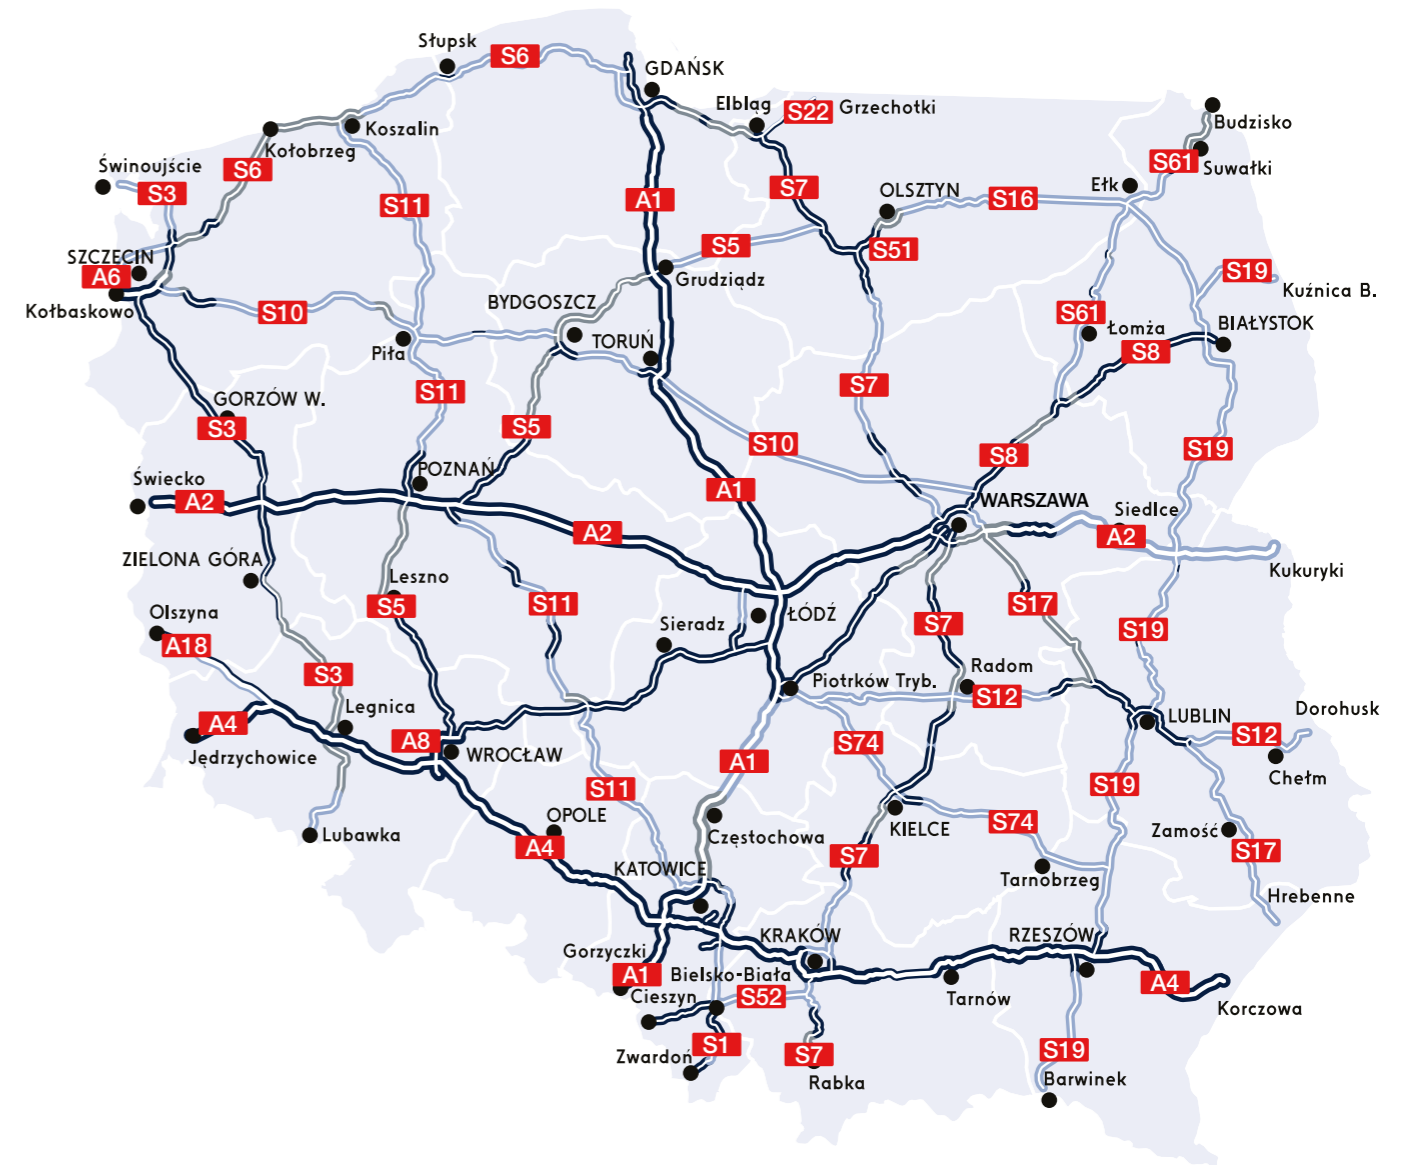 Słupsk
S6
GDAŃSK
Elbląg
S22
Grzechotki
Budzisko
Koszalin
Kołobrzeg
Świnoujście
S6
S3
S61
Suwałki
Ełk
S11
A1
S7
OLSZTYN
S16
S5
S51
SZCZECIN
A6
Grudziądz
S19
Kuźnica B.
Kołbaskowo
S10
BYDGOSZCZ
S61
Łomża
BIAŁYSTOK
Piła
TORUŃ
S8
S11
S7
GORZÓW W.
S3
S5
S10
S8
S19
POZNAŃ
Świecko
A2
A1
WARSZAWA
Siedlce
A2
A2
Kukuryki
ZIELONA GÓRA
Leszno
Olszyna
S5
S11
Sieradz
ŁÓDŹ
S17
S7
S19
A18
S3
Piotrków Tryb.
Radom
S12
Legnica
A4
Jędrzychowice
A8
WROCŁAW
LUBLIN
Dorohusk
S12
Chełm
S74
A1
S11
S19
Lubawka
OPOLE
A4
Częstochowa
KIELCE
S74
Zamość
S17
KATOWICE
S7
Tarnobrzeg
Hrebenne
KRAKÓW
RZESZÓW
Gorzyczki
A1
Bielsko-Biała
Cieszyn
S52
Tarnów
A4
Korczowa
Zwardoń
S1
S7
Rabka
S19
Barwinek